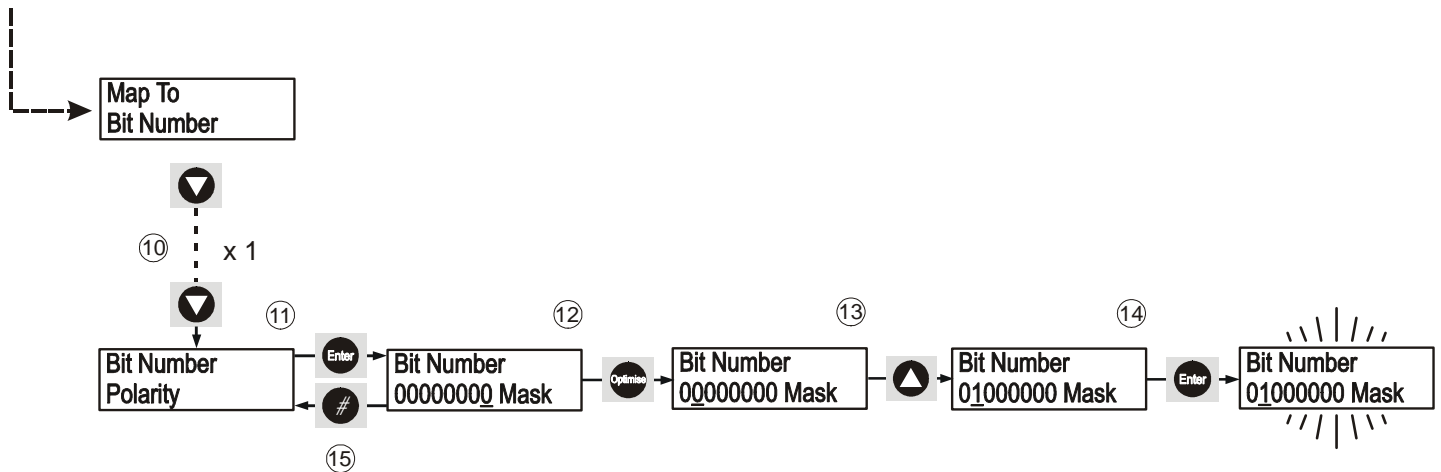 Map To
Bit Number
⑩
x 1
⑪
⑫
⑬
⑭
Bit Number
Polarity
Enter
#
⑮
Bit Number
00000000 Mask
Optimise
Bit Number
00000000 Mask
Bit Number
01000000 Mask
Enter
Bit Number
01000000 Mask